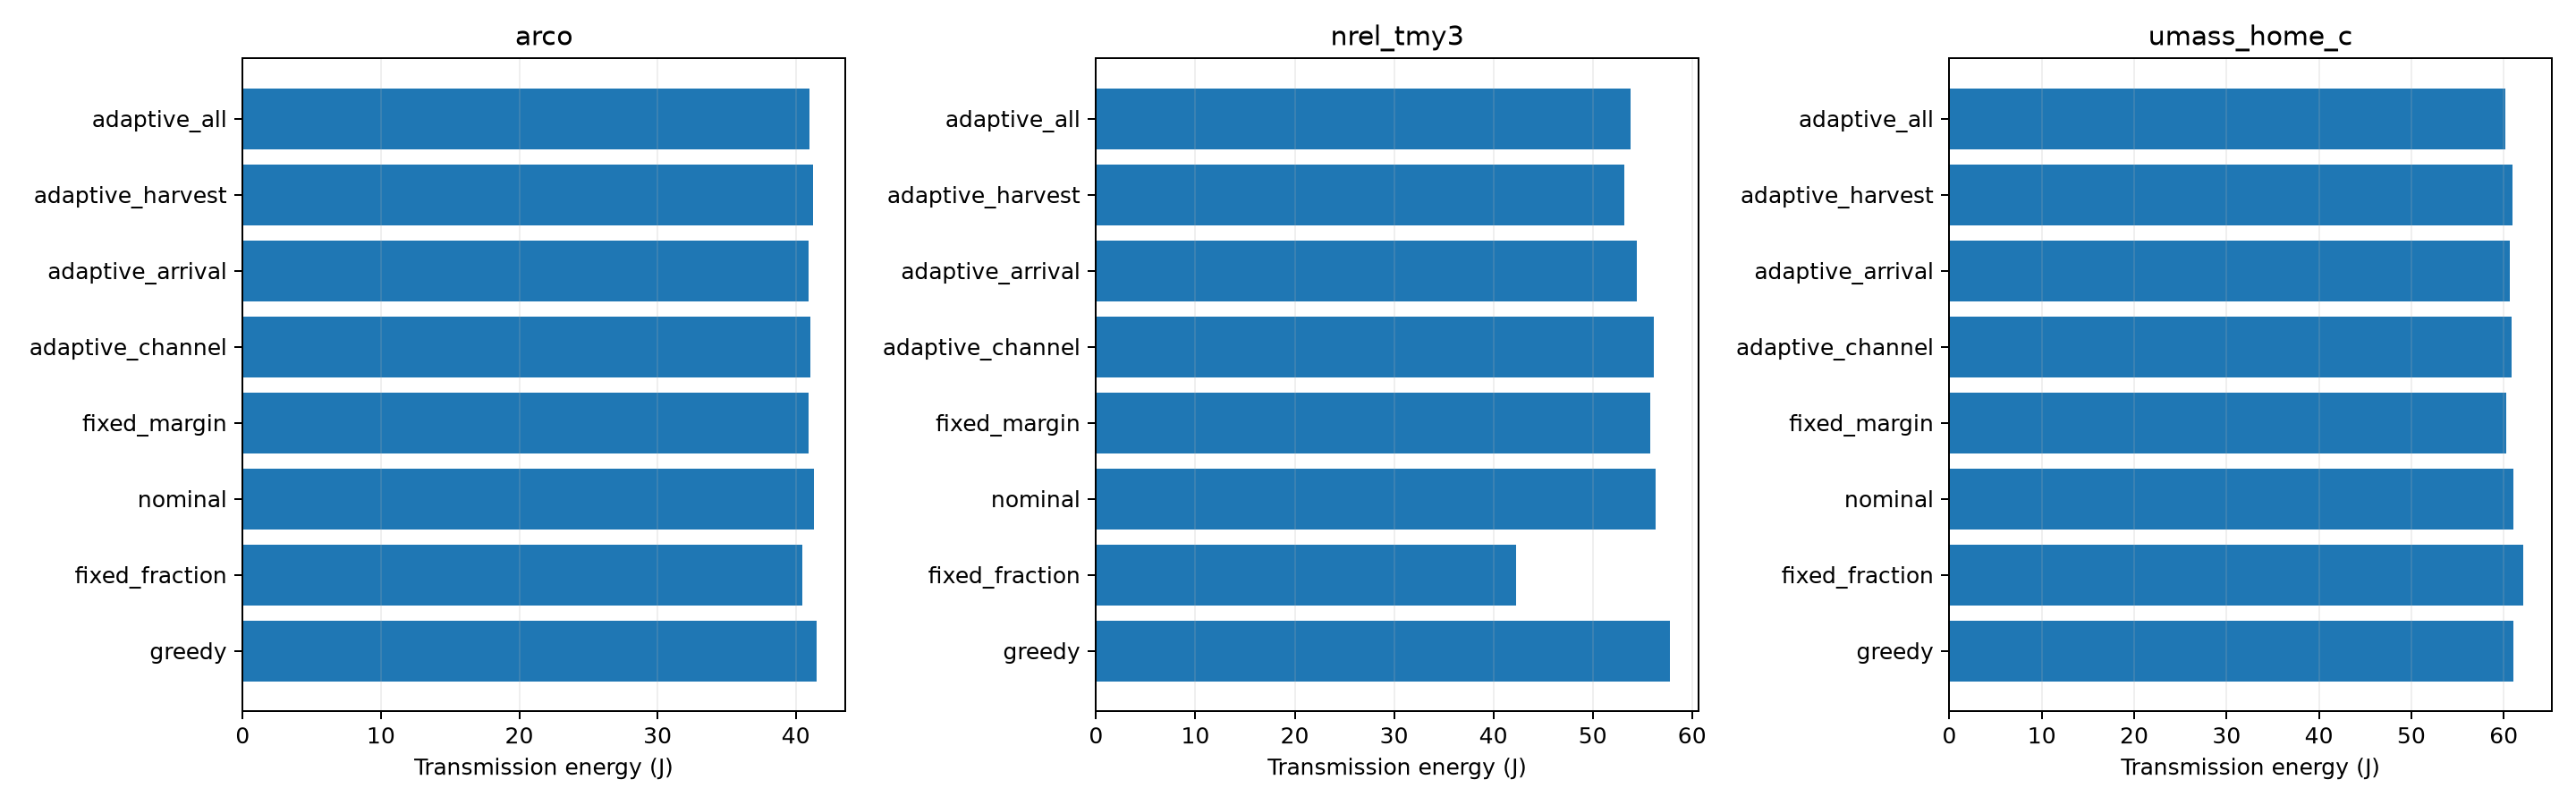 arco
adaptive_all
adaptive_harvest
adaptive_arrival
adaptive_channel
fixed_margin
nominal
fixed_fraction
greedy
0 10 20 30 40
Transmission energy (J)
nrel_tmy3
adaptive_all
adaptive_harvest
adaptive_arrival
adaptive_channel
fixed_margin
nominal
fixed_fraction
greedy
0 10 20 30 40 50 60
Transmission energy (J)
umass_home_c
adaptive_all
adaptive_harvest
adaptive_arrival
adaptive_channel
fixed_margin
nominal
fixed_fraction
greedy
0 10 20 30 40 50 60
Transmission energy (J)